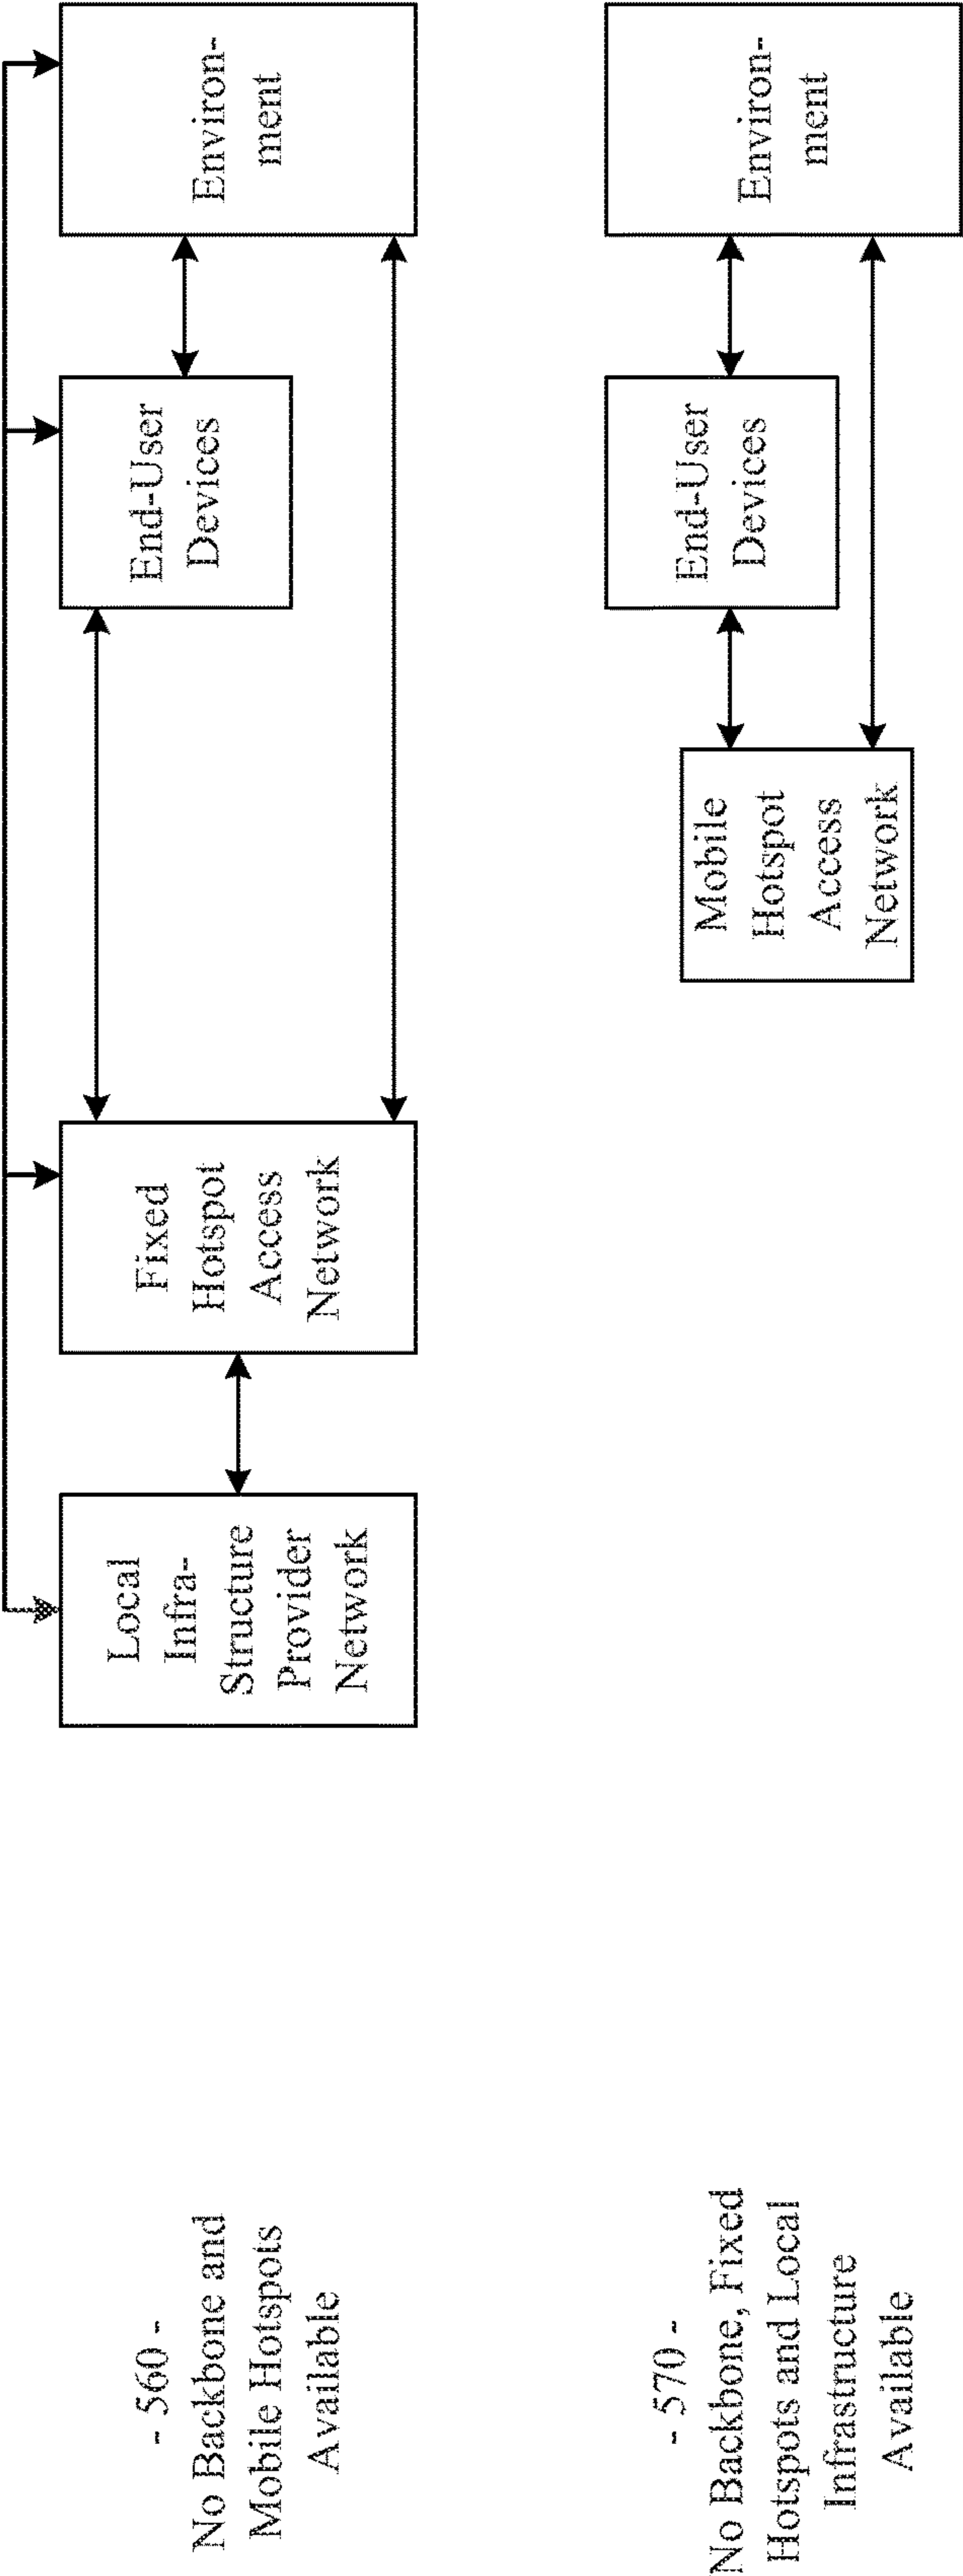 - 560 -
No Backbone and
Mobile Hotspots
Available
Local
Infra-
Structure
Provider
Network
Fixed
Hotspot
Access
Network
End-User
Devices
Environ-
ment
- 570 -
No Backbone, Fixed
Hotspots and Local
Infrastructure
Available
Mobile
Hotspot
Access
Network
End-User
Devices
Environ-
ment